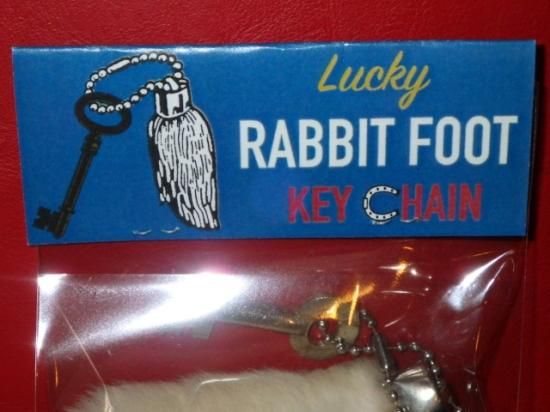 Lucky
RABBIT FOOT
KEY CHAIN